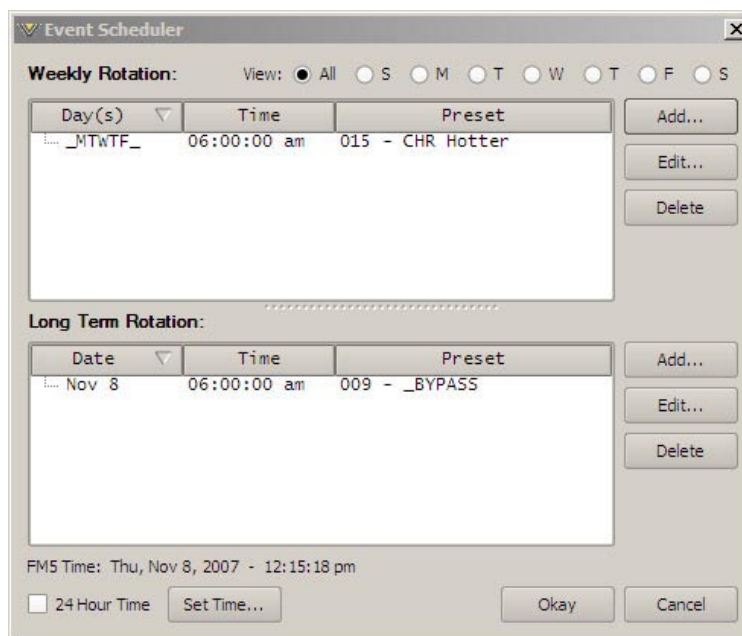 Event Scheduler
Weekly Rotation: View: All S M T W T F S
Day(s) Time Preset
_MTWTF_ 06:00:00 am 015 - CHR Hotter
Add...
Edit...
Delete
Long Term Rotation:
Date Time Preset
Nov 8 06:00:00 am 009 - _BYPASS
Add...
Edit...
Delete
FM5 Time: Thu, Nov 8, 2007 - 12:15:18 pm
24 Hour Time Set Time... Okay Cancel